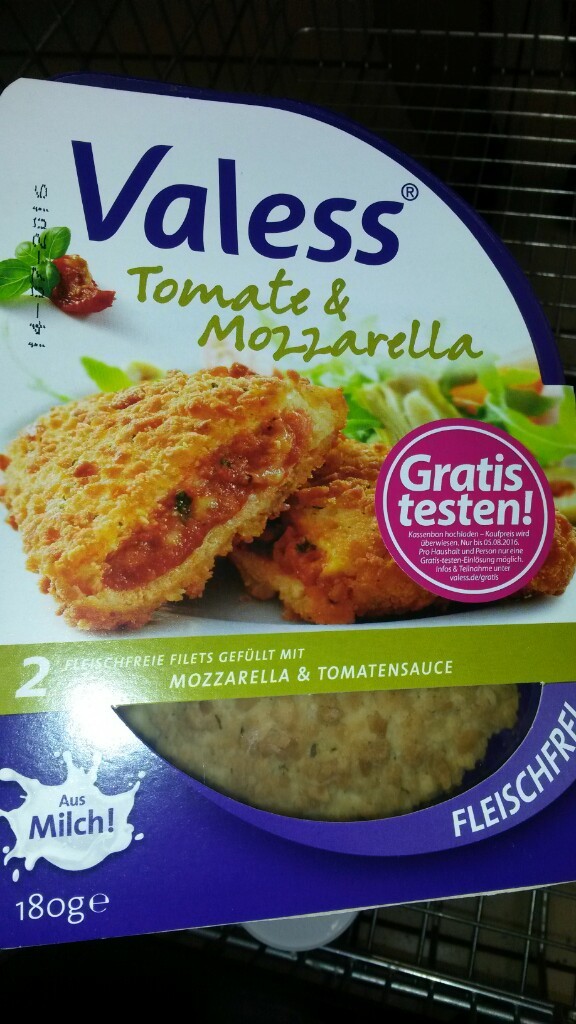 Valess®
Tomate &
Mozzarella
Gratis
testen!
Kassenbon hochladen – Kaufpreis wird
überwiesen. Nur bis 05.08.2016.
Pro Haushalt und Person nur eine
Gratis-testen-Einlösung möglich.
Infos & Teilnahme unter
valess.de/gratis
2 FLEISCHFREIE FILETS GEFÜLLT MIT
MOZZARELLA & TOMATENSAUCE
Aus
Milch!
180g e